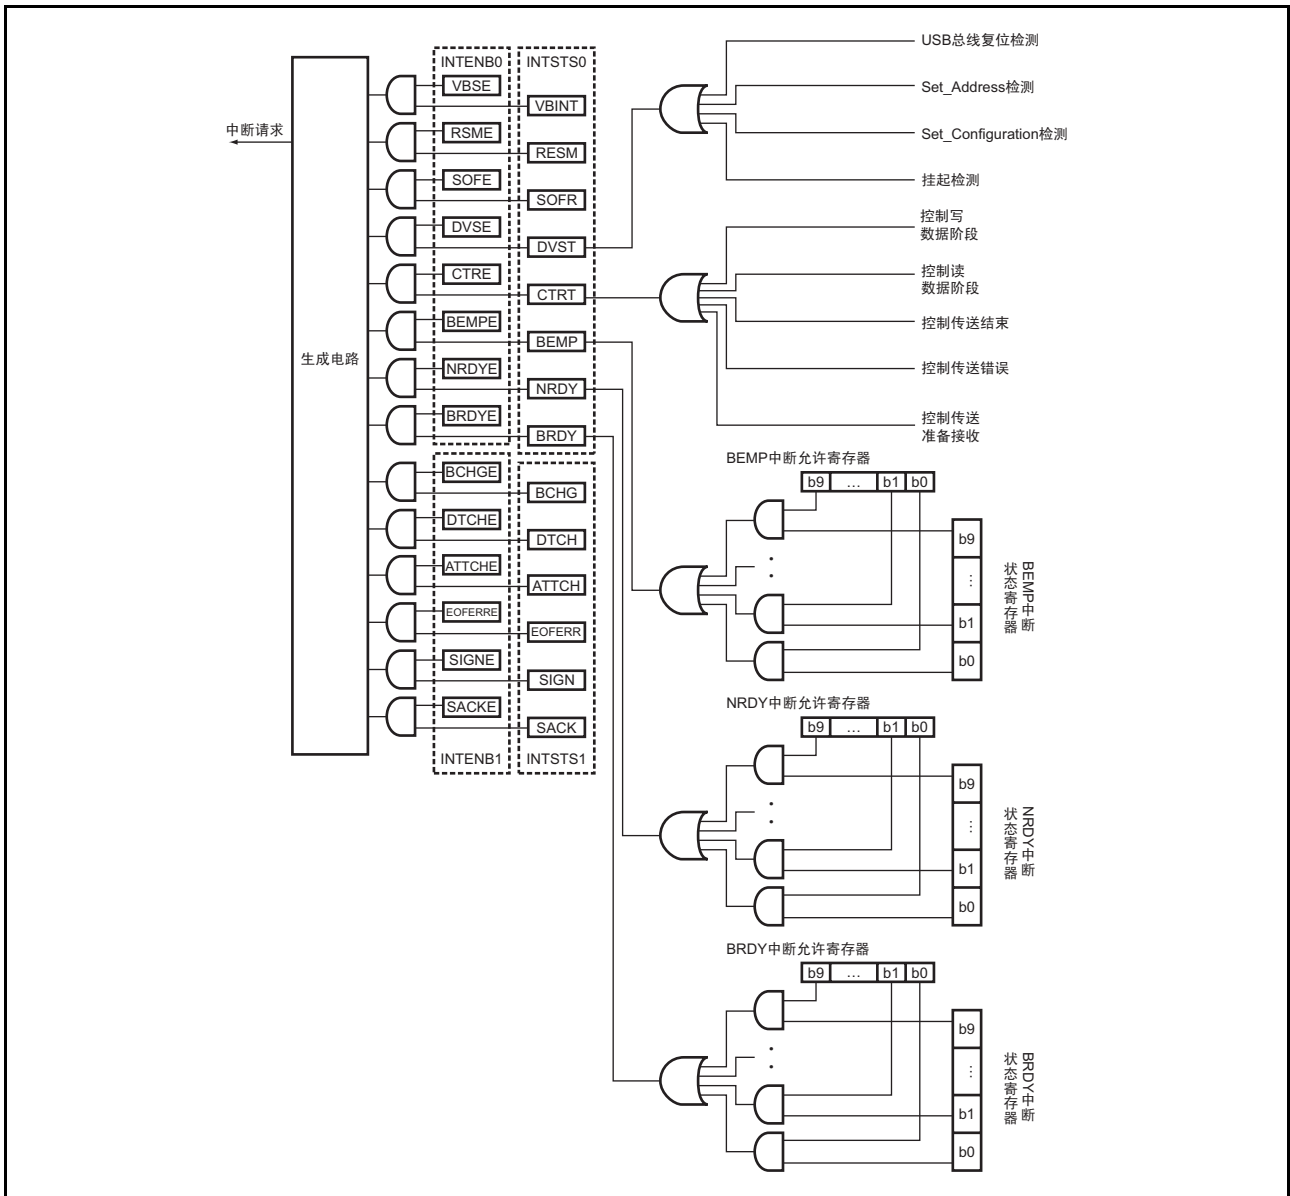 中断请求
生成电路
INTENB0
VBSE
RSME
SOFE
DVSE
CTRE
BEMPE
NRDYE
BRDYE
BCHGE
DTCHE
ATTCHE
EOFERRE
SIGNE
SACKE
INTENB1
INTSTS0
VBINT
RESM
SOFR
DVST
CTRT
BEMP
NRDY
BRDY
BCHG
DTCH
ATTCH
EOFERR
SIGN
SACK
INTSTS1
USB总线复位检测
Set_Address检测
Set_Configuration检测
挂起检测
控制写
数据阶段
控制读
数据阶段
控制传送结束
控制传送错误
控制传送
准备接收
BEMP中断允许寄存器
b9 … b1 b0
b9
⋮
b1
b0
BEMP中断
状态寄存器
NRDY中断允许寄存器
b9 … b1 b0
b9
⋮
b1
b0
NRDY中断
状态寄存器
BRDY中断允许寄存器
b9 … b1 b0
b9
⋮
b1
b0
BRDY中断
状态寄存器